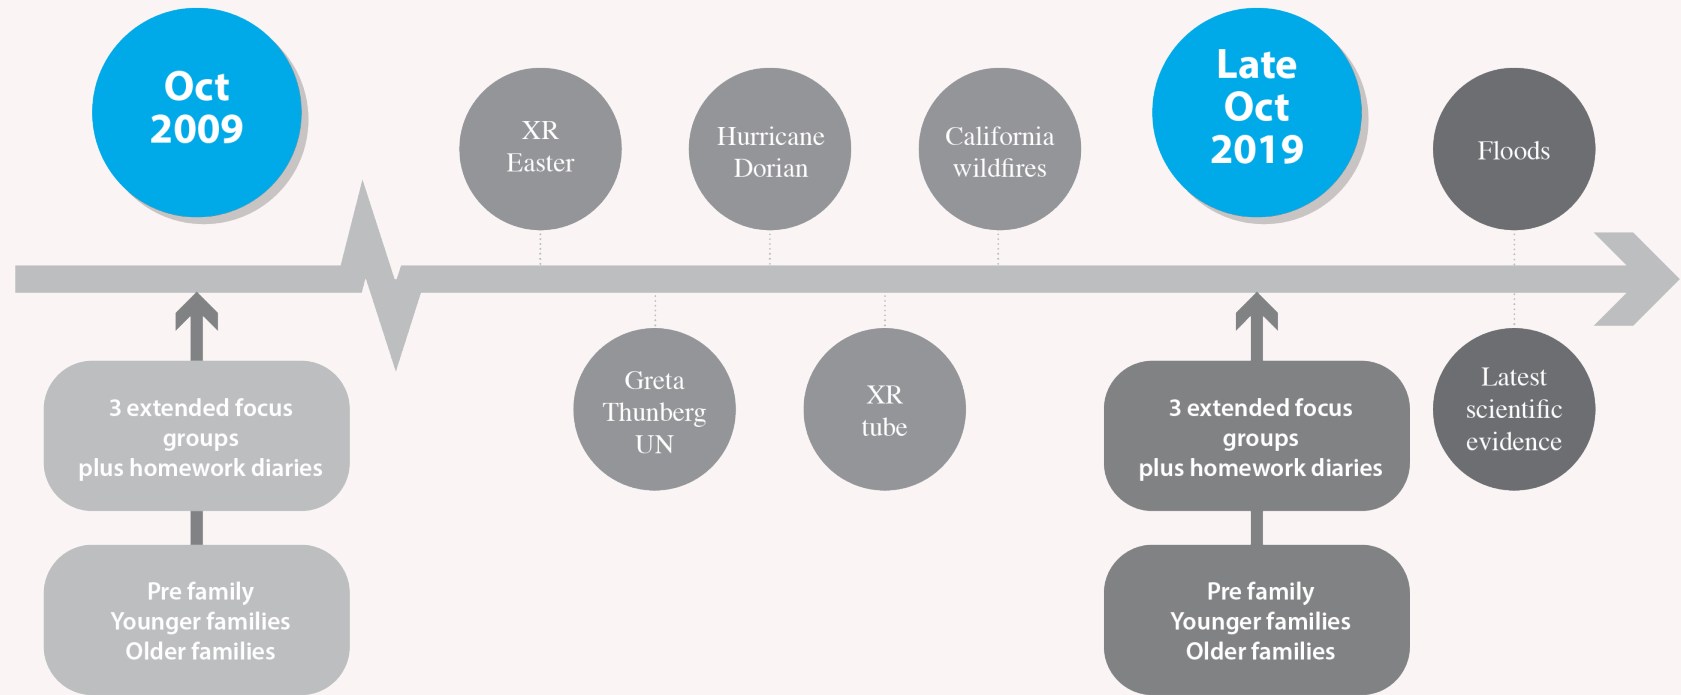 Oct
2009
XR
Easter
Hurricane
Dorian
California
wildfires
Late
Oct
2019
Floods
3 extended focus
groups
plus homework diaries
Greta
Thunberg
UN
XR
tube
3 extended focus
groups
plus homework diaries
Latest
scientific
evidence
Pre family
Younger families
Older families
Pre family
Younger families
Older families